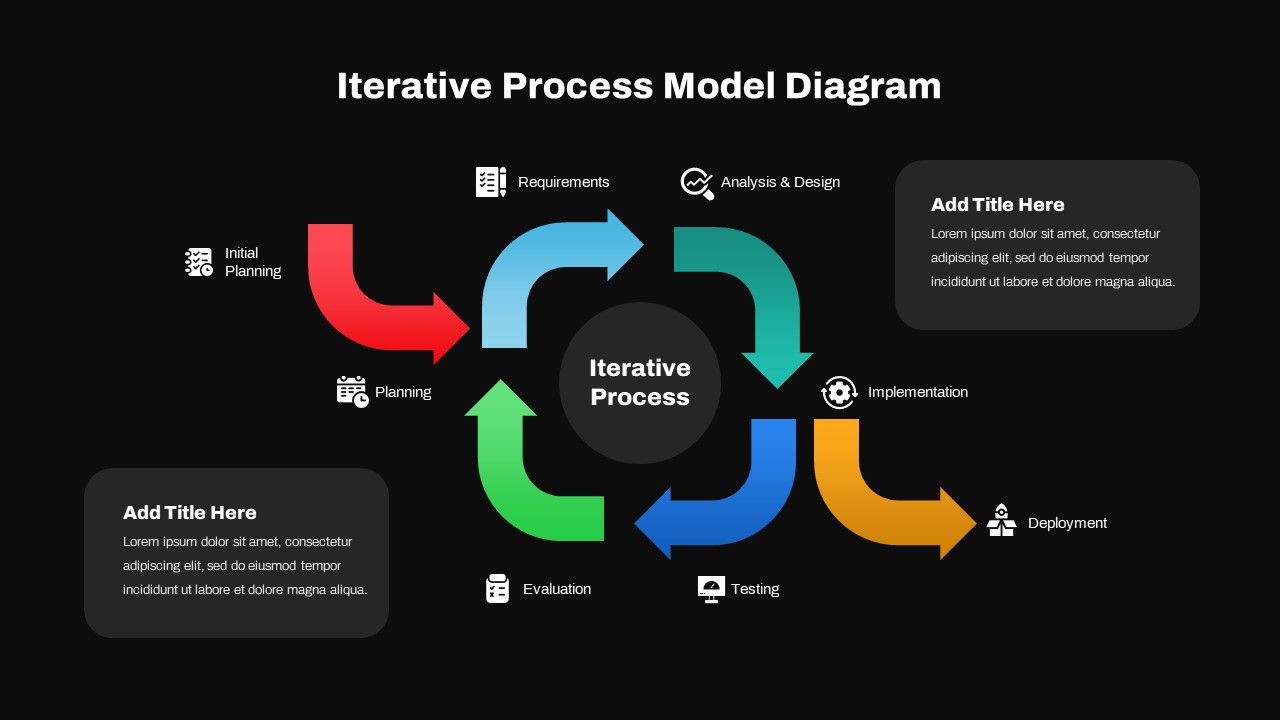 Iterative Process Model Diagram
Requirements
Analysis & Design
Initial
Planning
Add Title Here
Lorem ipsum dolor sit amet, consectetur
adipiscing elit, sed do eiusmod tempor
incididunt ut labore et dolore magna aliqua.
Iterative
Process
Planning
Implementation
Add Title Here
Lorem ipsum dolor sit amet, consectetur
adipiscing elit, sed do eiusmod tempor
incididunt ut labore et dolore magna aliqua.
Deployment
Evaluation
Testing